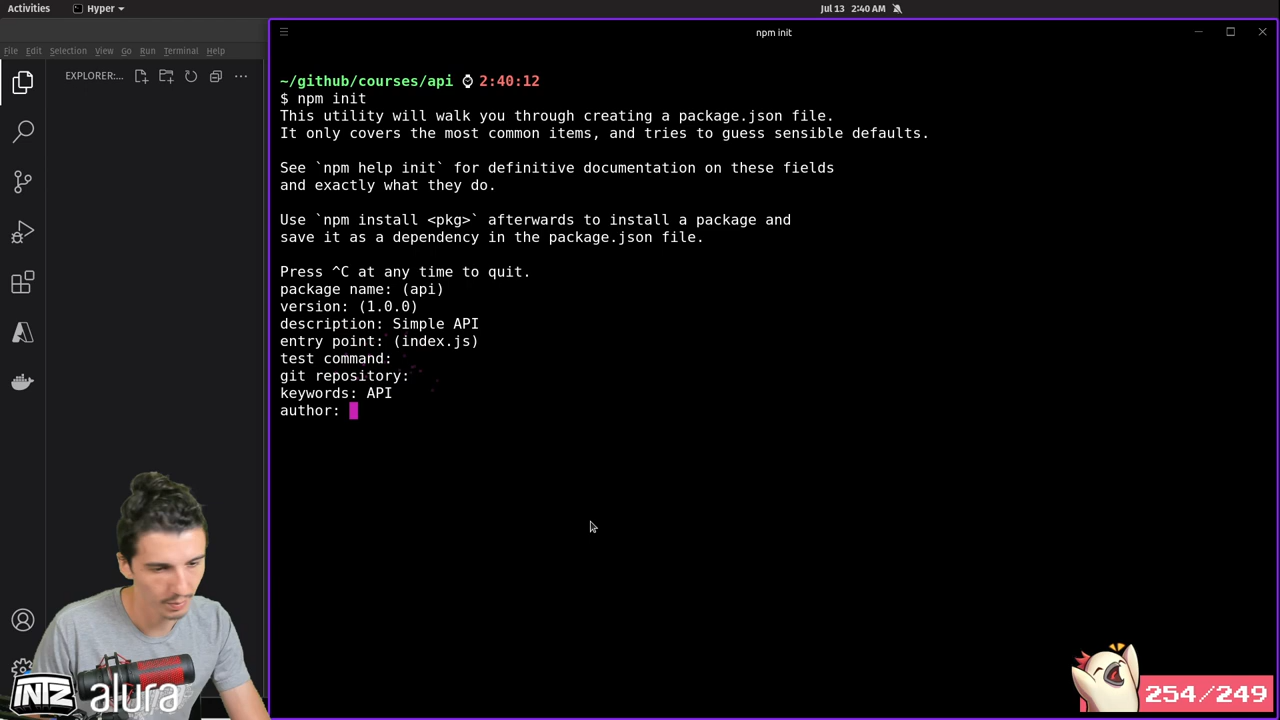 Activities
Hyper
Jul 13 2:40 AM
File Edit Selection View Go Run Terminal Help
EXPLORER:...
npm init
~/github/courses/api 2:40:12
$ npm init
This utility will walk you through creating a package.json file.
It only covers the most common items, and tries to guess sensible defaults.
See `npm help init` for definitive documentation on these fields
and exactly what they do.
Use `npm install <pkg>` afterwards to install a package and
save it as a dependency in the package.json file.
Press ^C at any time to quit.
package name: (api)
version: (1.0.0)
description: Simple API
entry point: (index.js)
test command:
git repository:
keywords: API
author:
INTZ alura
254/249